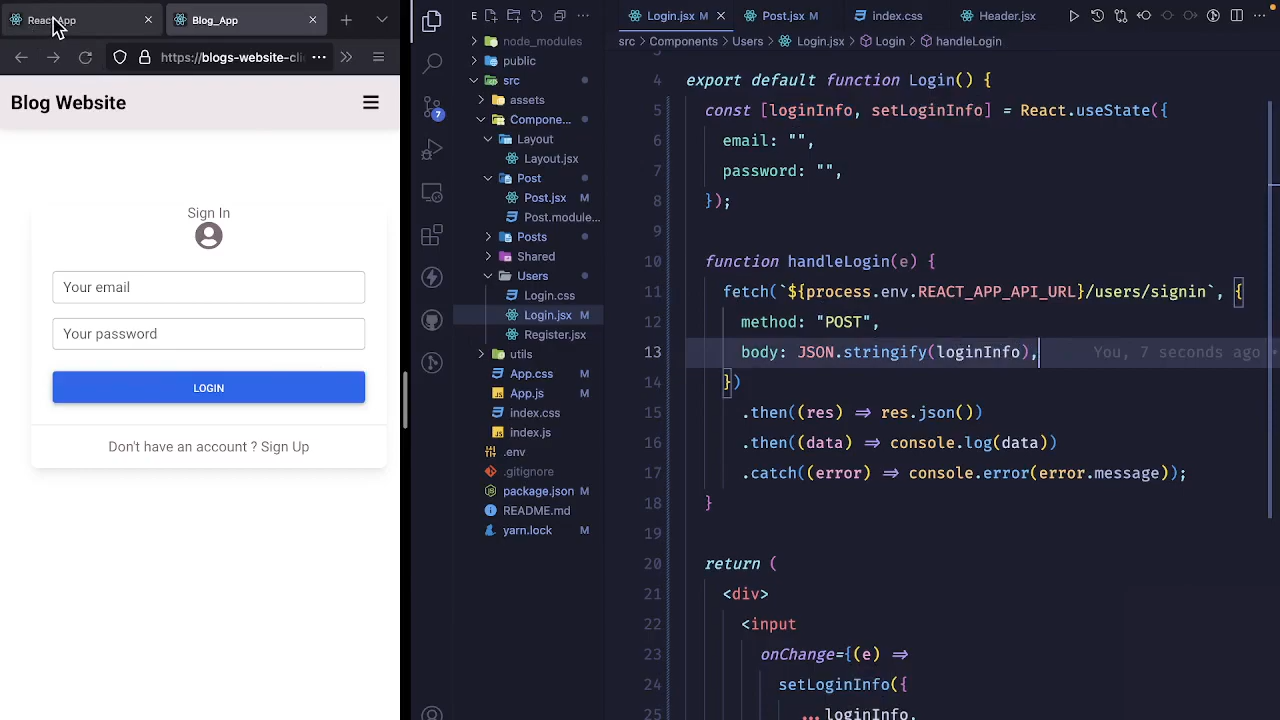 React App
Blog_App
https://blogs-website-cli
Blog Website
Sign In
Your email
Your password
LOGIN
Don't have an account ? Sign Up
E
node_modules
public
src
assets
Compone...
Layout
Layout.jsx
Post
Post.jsx M
Post.module...
Posts
Shared
Users
Login.css
Login.jsx M
Register.jsx
utils
App.css
App.js
index.css
index.js
.env
.gitignore
package.json M
README.md
yarn.lock M
7
Login.jsx M
Post.jsx M
index.css
Header.jsx
src > Components > Users > Login.jsx > Login > handleLogin
4 export default function Login() {
5 const [loginInfo, setLoginInfo] = React.useState({
6 email: "",
7 password: "",
8 });
9
10 function handleLogin(e) {
11 fetch(`${process.env.REACT_APP_API_URL}/users/signin`, {
12 method: "POST",
13 body: JSON.stringify(loginInfo), You, 7 seconds ago •
14 })
15 .then((res) => res.json())
16 .then((data) => console.log(data))
17 .catch((error) => console.error(error.message));
18 }
19
20 return (
21 <div>
22 <input
23 onChange={(e) =>
24 setLoginInfo({
25 ...loginInfo,